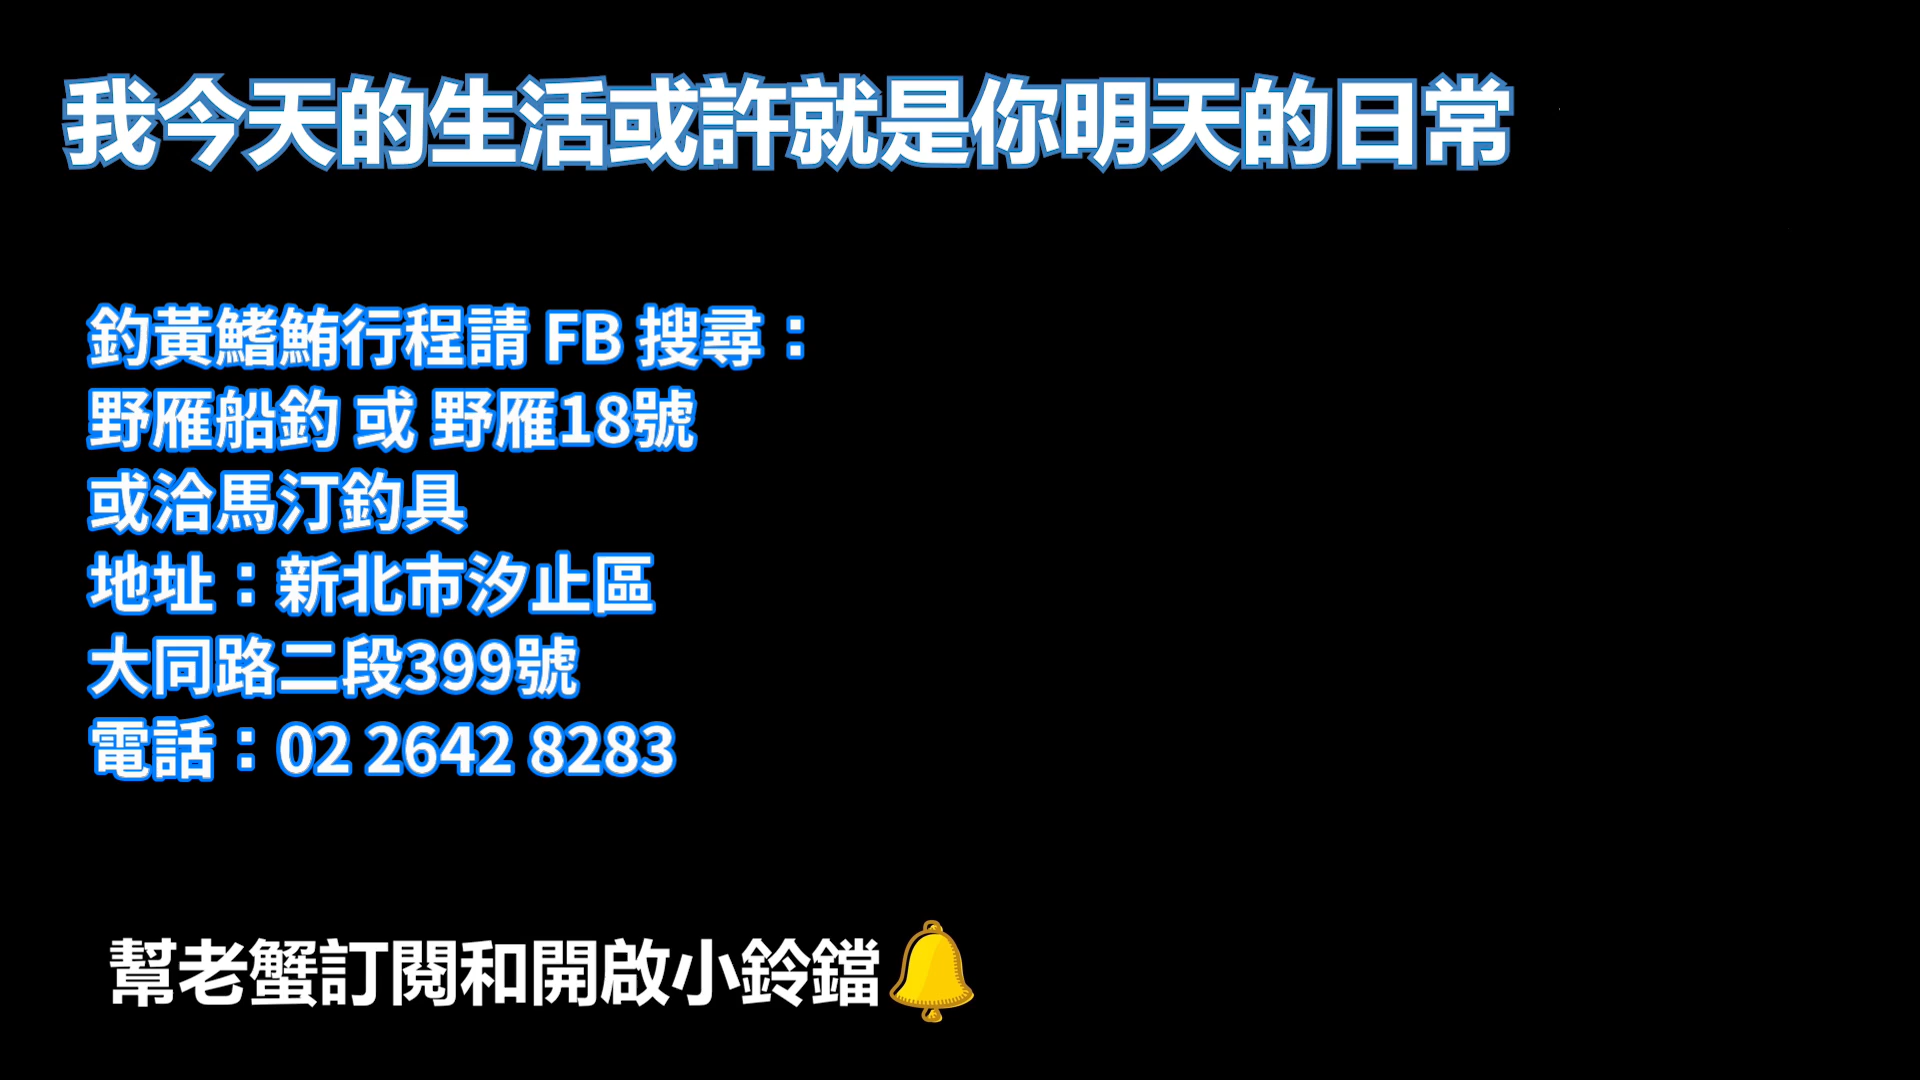 我今天的生活或許就是你明天的日常
釣黃鰭鮪行程請 FB 搜尋：
野雁船釣 或 野雁18號
或洽馬汀釣具
地址：新北市汐止區
大同路二段399號
電話：02 2642 8283
幫老蟹訂閱和開啟小鈴鐺